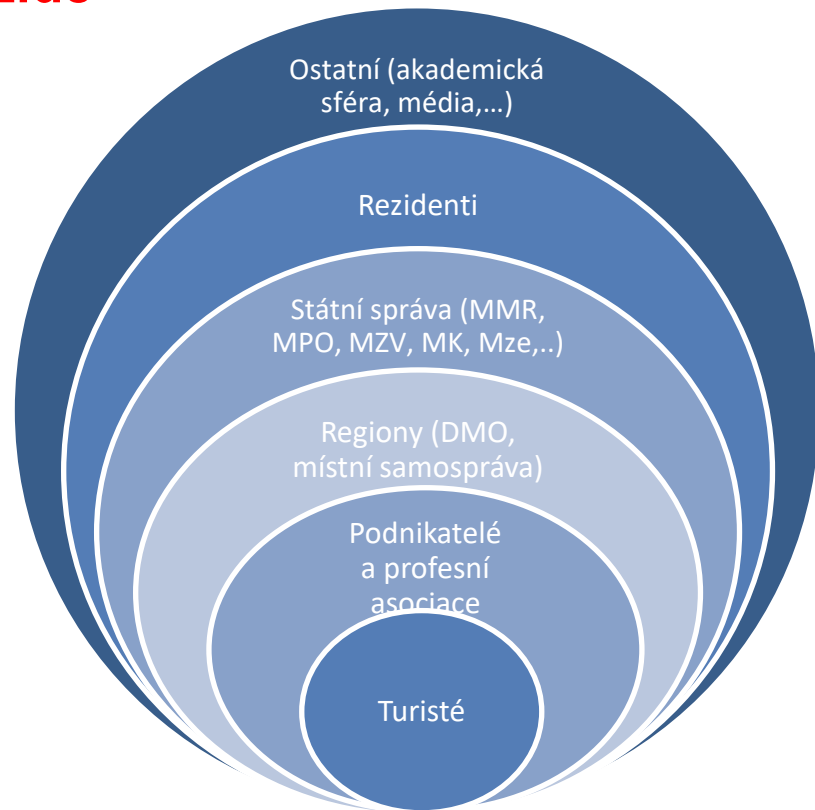 Ostatní (akademická
sféra, média,…)
Rezidenti
Státní správa (MMR,
MPO, MZV, MK, Mze,..)
Regiony (DMO,
místní samospráva)
Podnikatelé
a profesní
asociace
Turisté